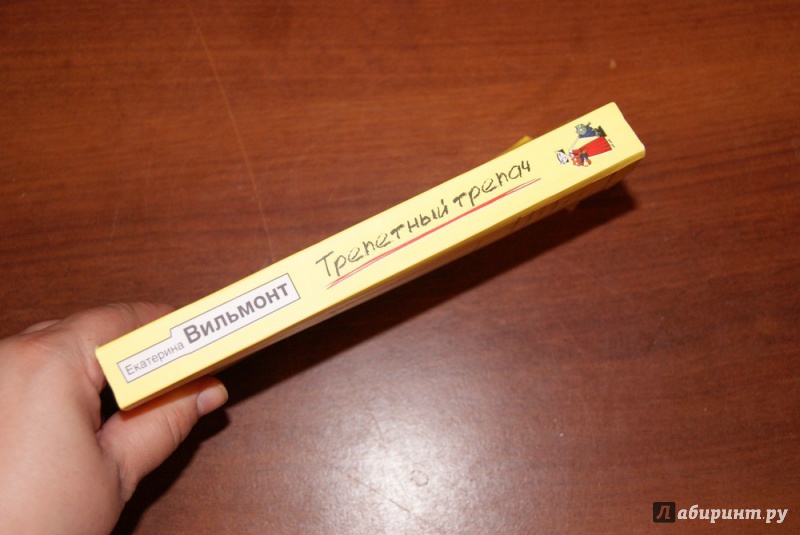 Екатерина Вильмонт
Трепетный трепач
Лабиринт.ру